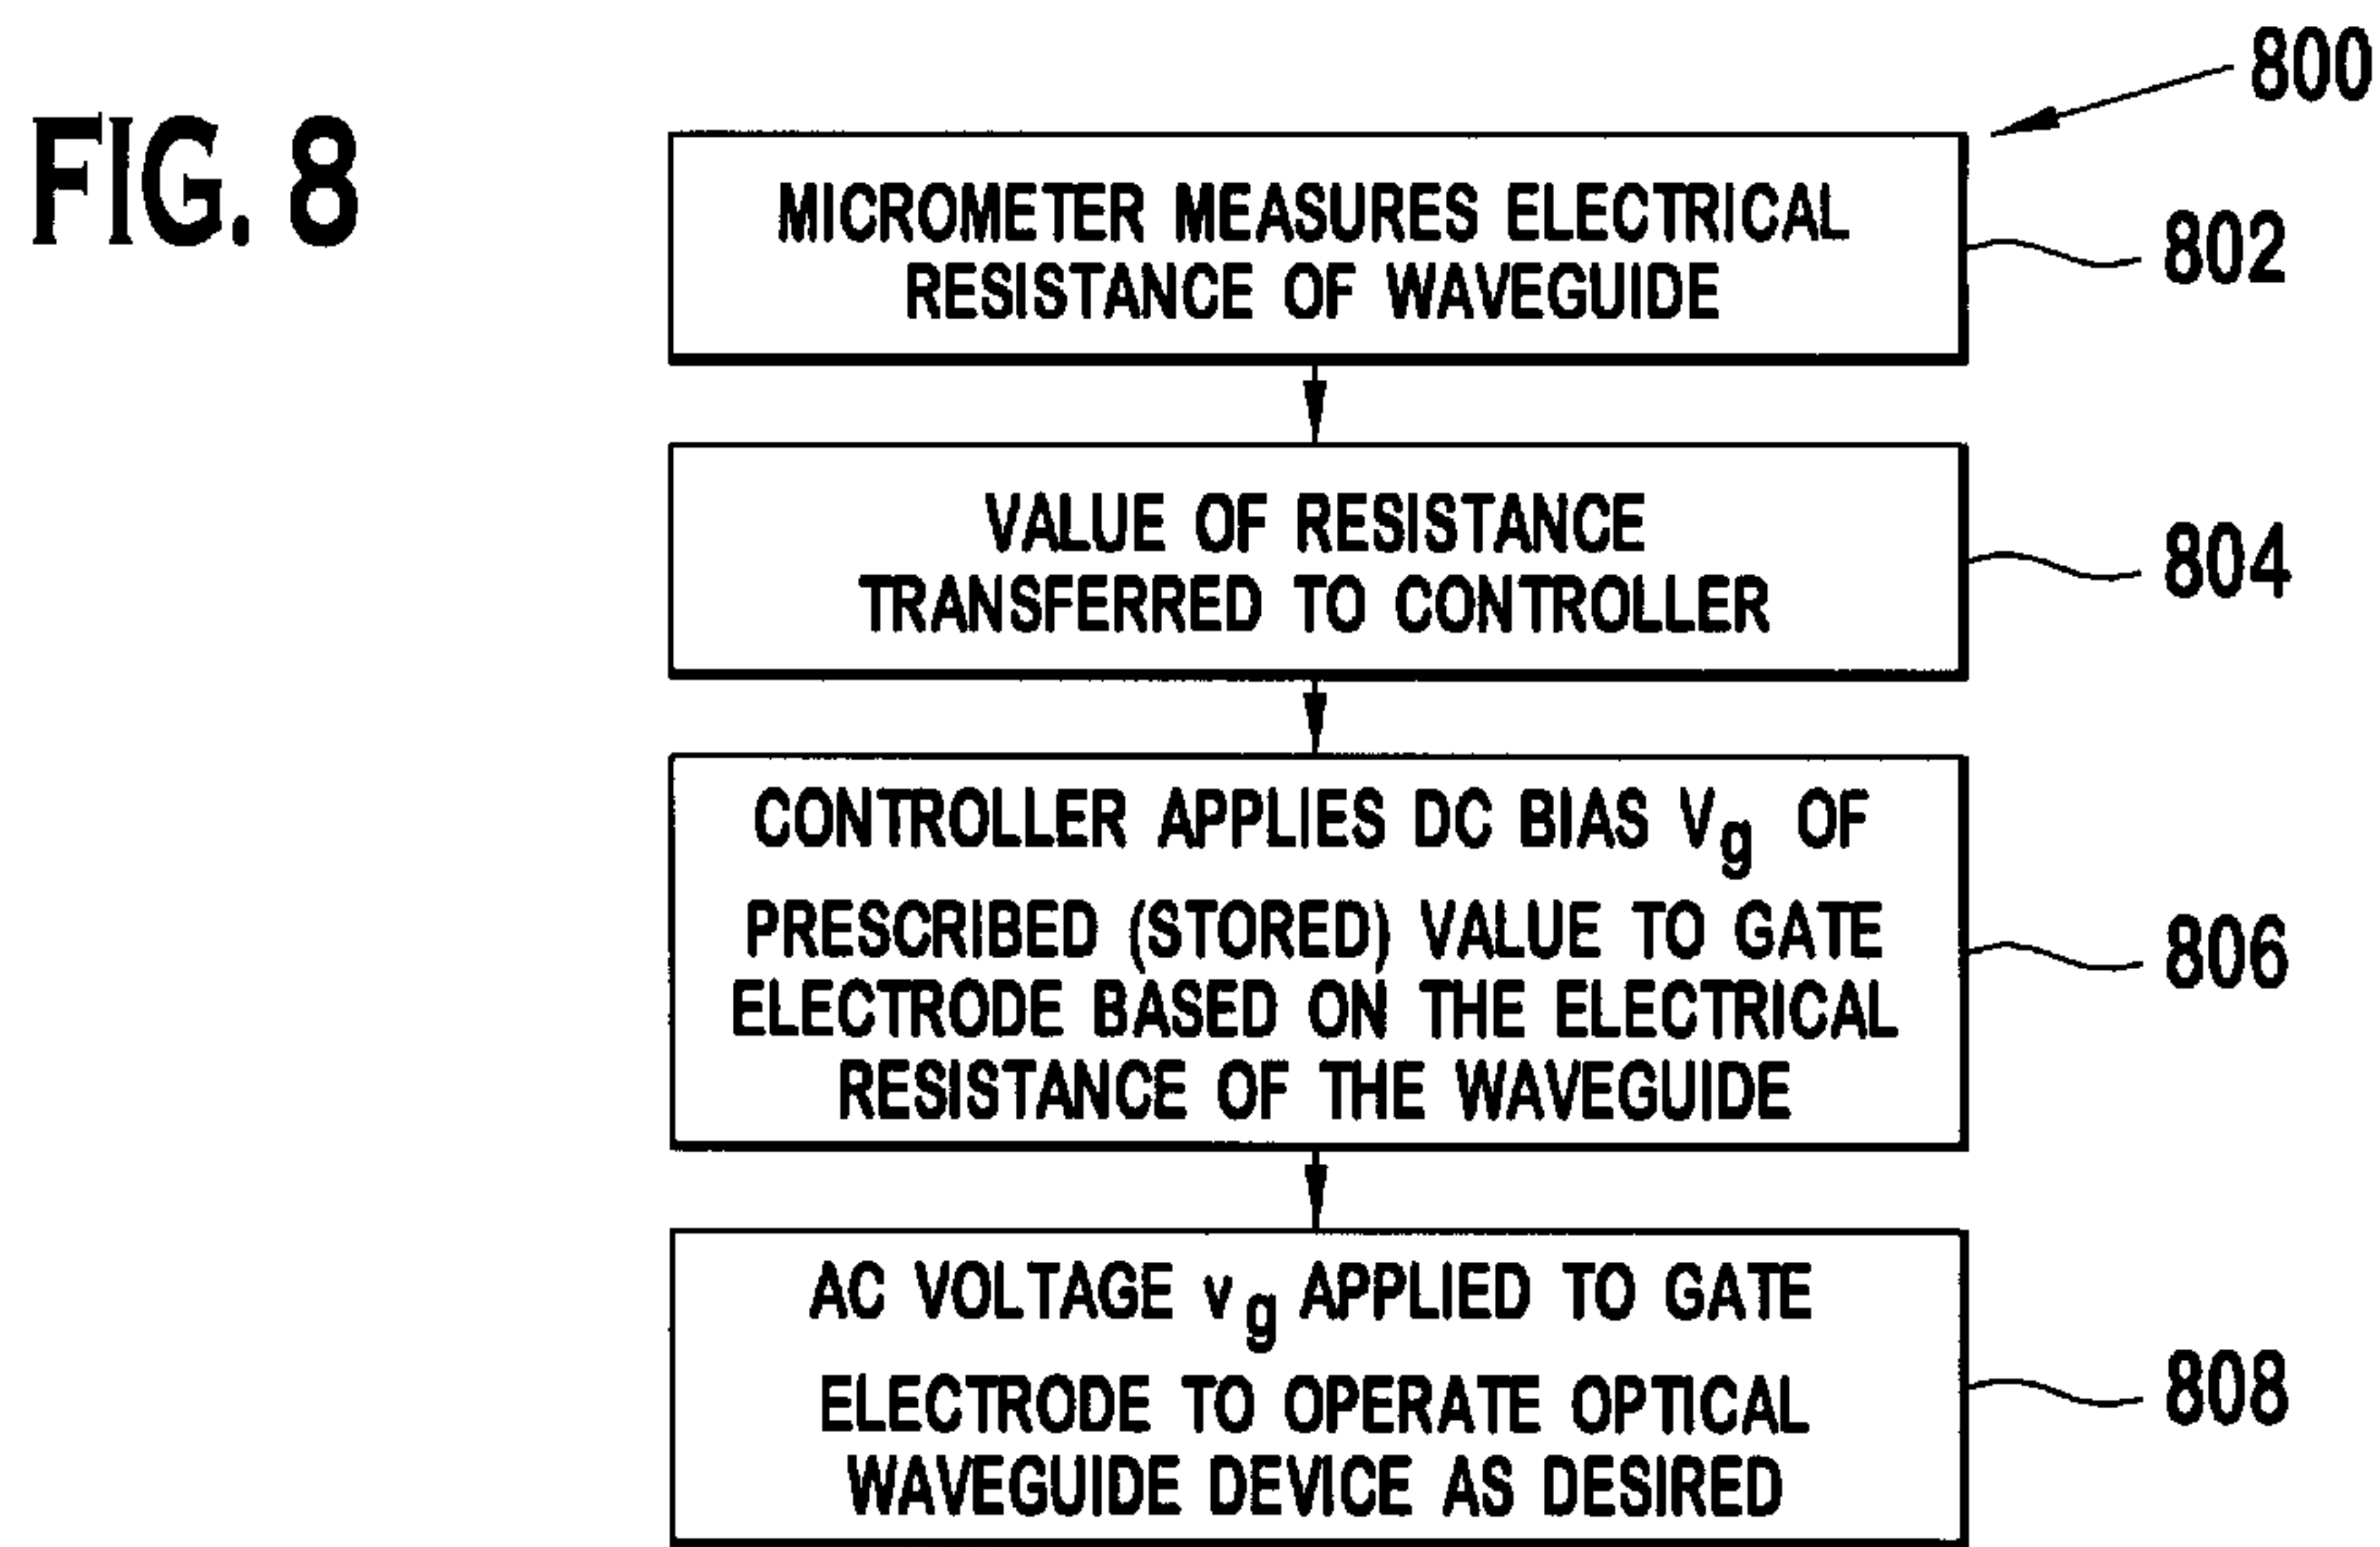 FIG. 8
800
MICROMETER MEASURES ELECTRICAL
RESISTANCE OF WAVEGUIDE
802
VALUE OF RESISTANCE
TRANSFERRED TO CONTROLLER
804
CONTROLLER APPLIES DC BIAS Vg OF
PRESCRIBED (STORED) VALUE TO GATE
ELECTRODE BASED ON THE ELECTRICAL
RESISTANCE OF THE WAVEGUIDE
806
AC VOLTAGE vg APPLIED TO GATE
ELECTRODE TO OPERATE OPTICAL
WAVEGUIDE DEVICE AS DESIRED
808